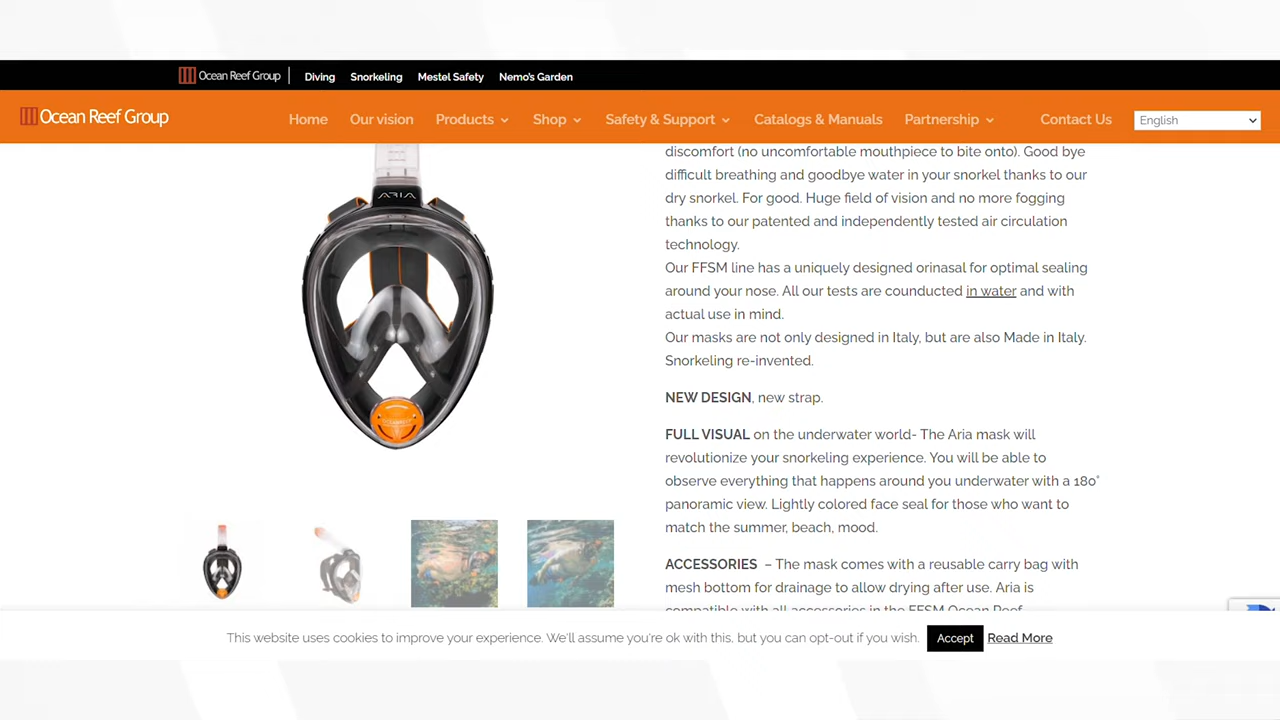 Ocean Reef Group
Diving
Snorkeling
Mestel Safety
Nemo's Garden
Ocean Reef Group
Home
Our vision
Products
Shop
Safety & Support
Catalogs & Manuals
Partnership
Contact Us
English
ARIA
discomfort (no uncomfortable mouthpiece to bite onto). Good bye
difficult breathing and goodbye water in your snorkel thanks to our
dry snorkel. For good. Huge field of vision and no more fogging
thanks to our patented and independently tested air circulation
technology.
Our FFSM line has a uniquely designed orinasal for optimal sealing
around your nose. All our tests are counducted in water and with
actual use in mind.
Our masks are not only designed in Italy, but are also Made in Italy.
Snorkeling re-invented.
NEW DESIGN, new strap.
FULL VISUAL on the underwater world- The Aria mask will
revolutionize your snorkeling experience. You will be able to
observe everything that happens around you underwater with a 180°
panoramic view. Lightly colored face seal for those who want to
match the summer, beach, mood.
ACCESSORIES – The mask comes with a reusable carry bag with
mesh bottom for drainage to allow drying after use. Aria is
compatible with all accessories in the FFSM Ocean Reef
This website uses cookies to improve your experience. We'll assume you're ok with this, but you can opt-out if you wish.
Accept
Read More